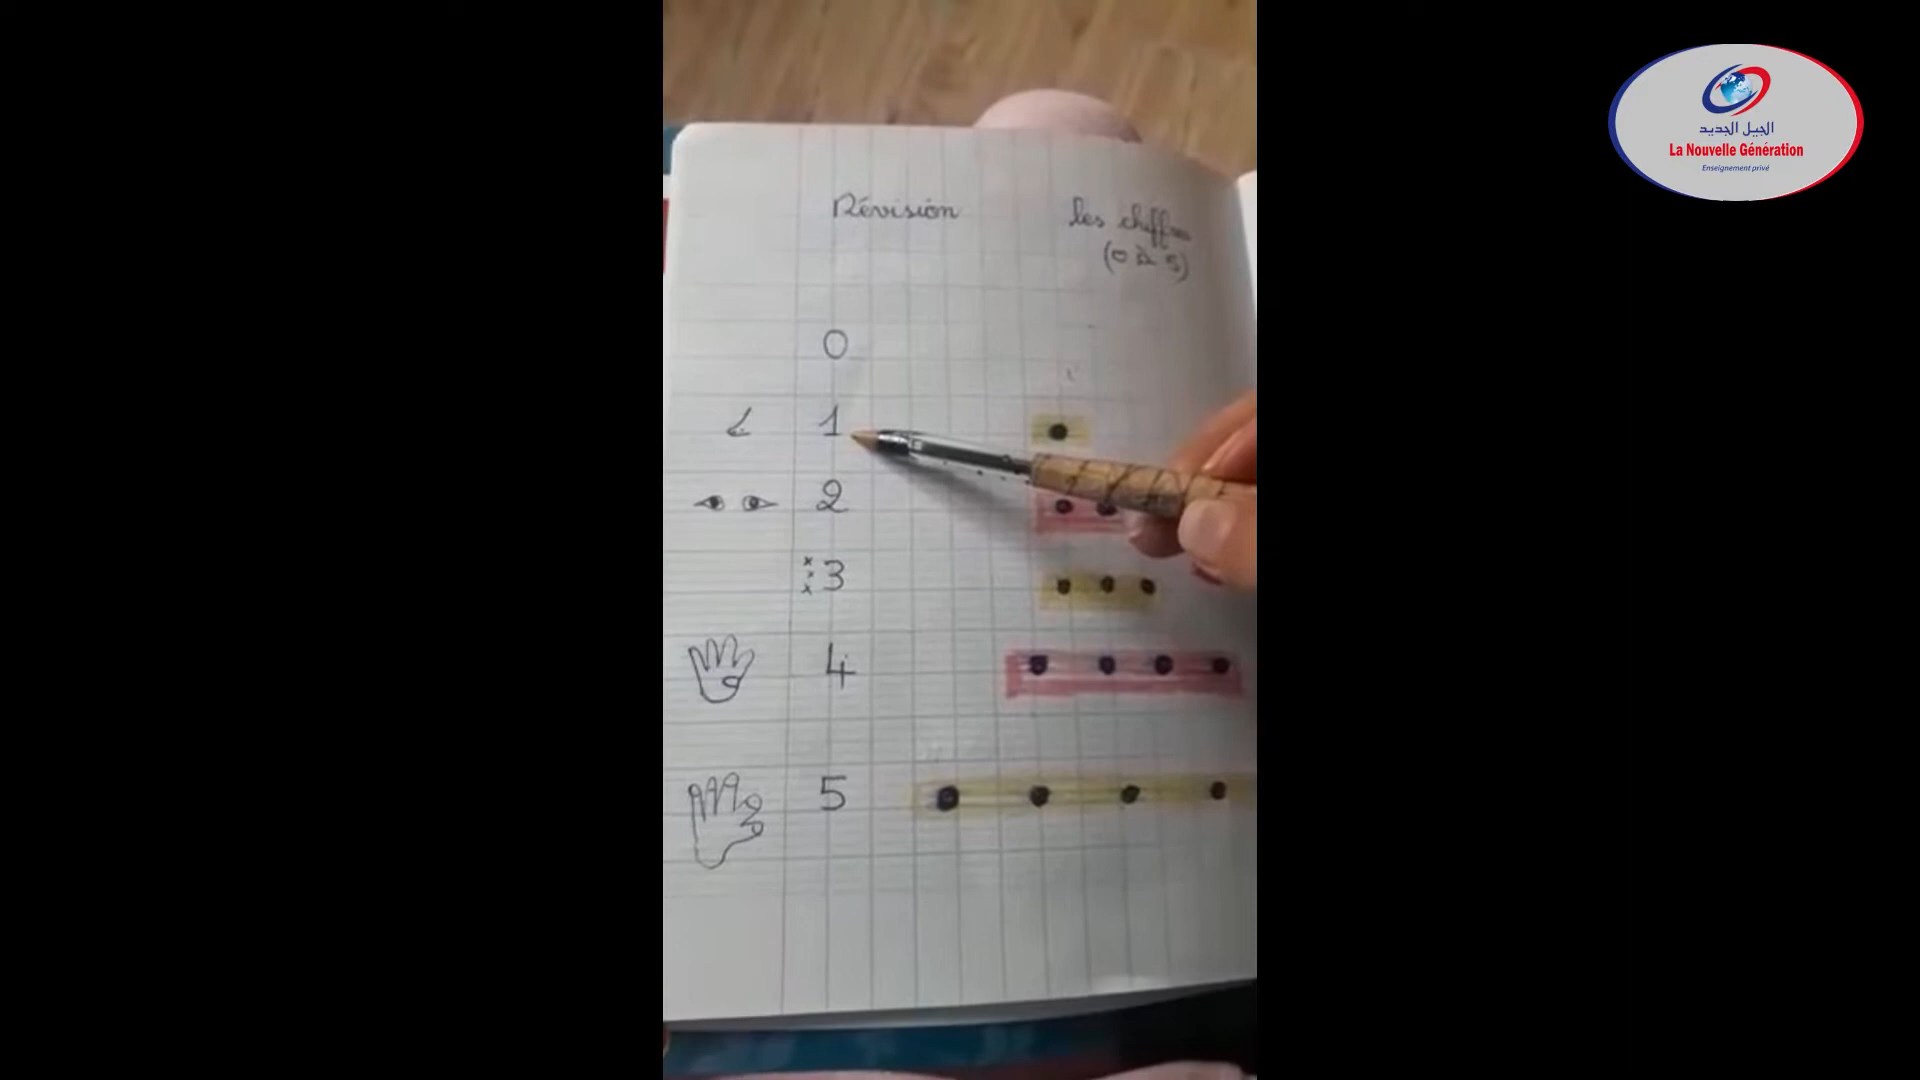 Révision
les chiffres
(0 à 5)
0
1
2
3
4
5
الجيل الجديد
La Nouvelle Génération
Enseignement privé